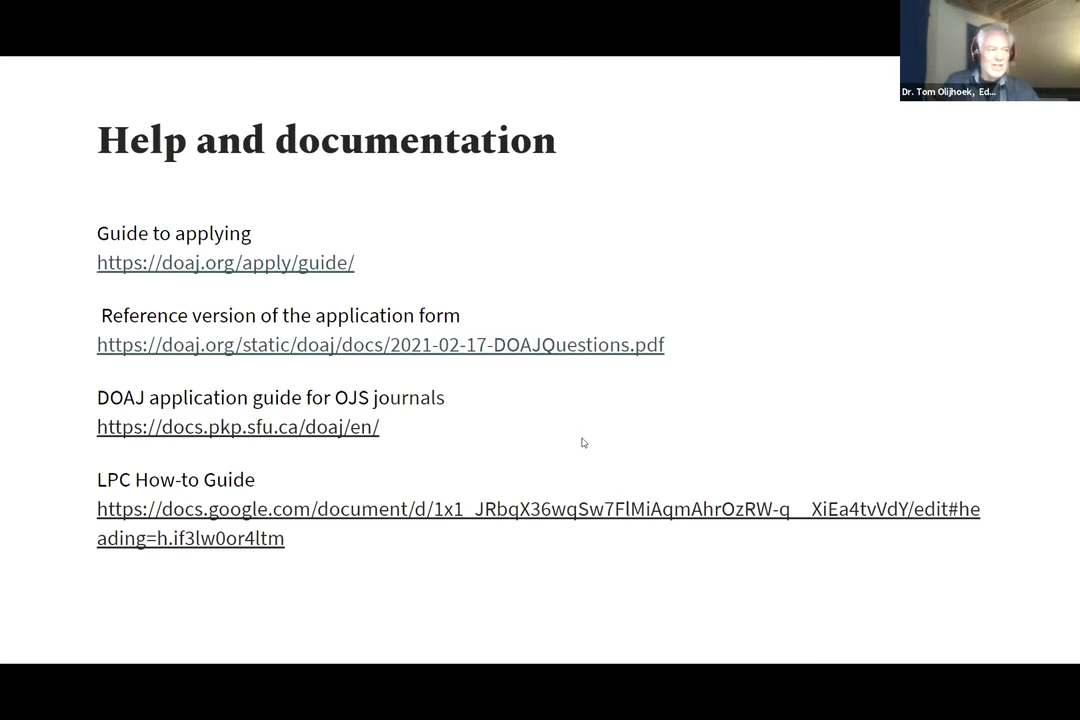 Dr. Tom Olijhoek, Ed...
Help and documentation
Guide to applying
https://doaj.org/apply/guide/
Reference version of the application form
https://doaj.org/static/doaj/docs/2021-02-17-DOAJQuestions.pdf
DOAJ application guide for OJS journals
https://docs.pkp.sfu.ca/doaj/en/
LPC How-to Guide
https://docs.google.com/document/d/1x1_JRbqX36wqSw7FlMiAqmAhrOzRW-q__XiEa4tvVdY/edit#he
ading=h.if3lw0or4ltm